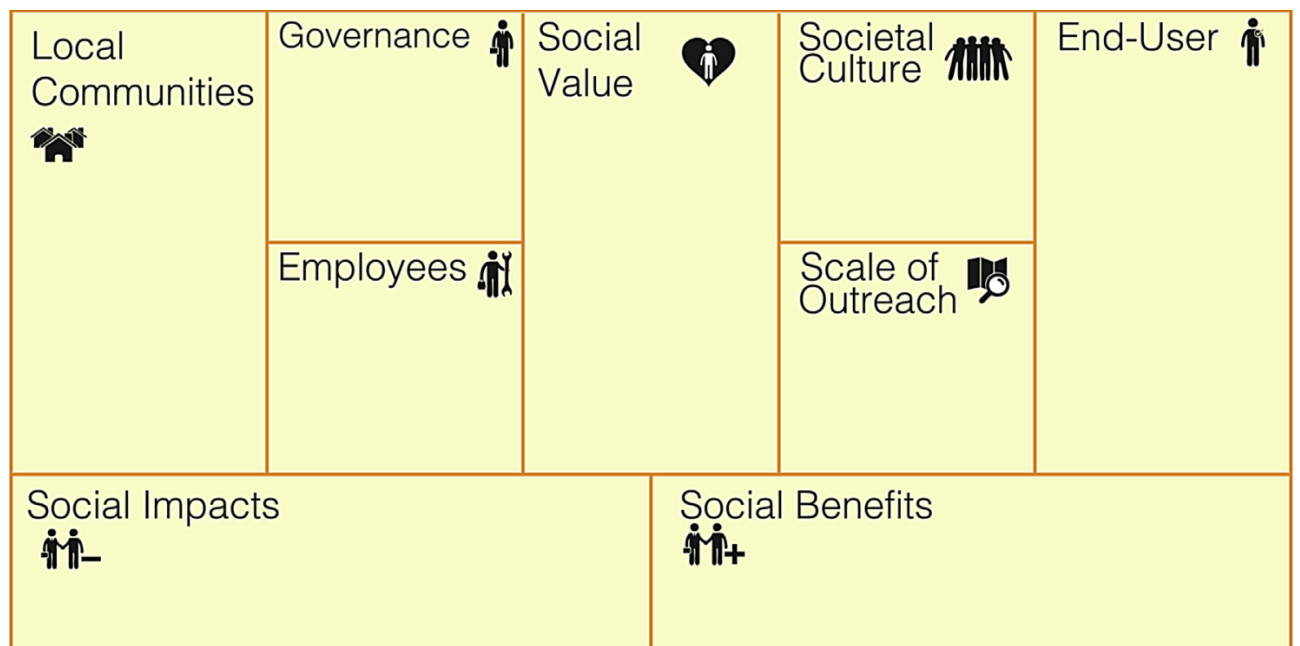 Local
Communities
Governance
Employees
Social
Value
Societal
Culture
Scale of
Outreach
End-User
Social Impacts
Social Benefits